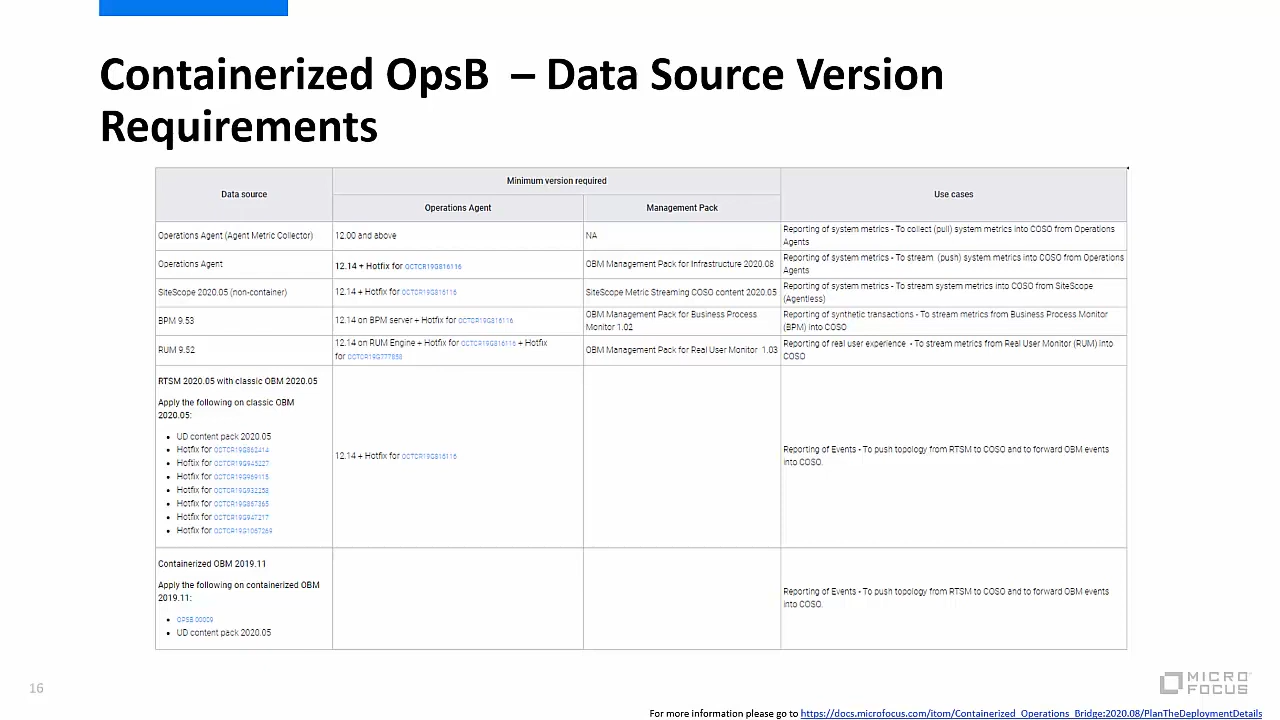 Containerized OpsB – Data Source Version
Requirements
Data source
Minimum version required
Use cases
Operations Agent
Management Pack
Operations Agent (Agent Metric Collector)
12.00 and above
NA
Reporting of system metrics - To collect (pull) system metrics into COSO from Operations
Agents
Operations Agent
12.14 + Hotfix for OCTCR19G816116
OBM Management Pack for Infrastructure 2020.08
Reporting of system metrics - To stream (push) system metrics into COSO from Operations
Agents
SiteScope 2020.05 (non-container)
12.14 + Hotfix for OCTCR19G816116
SiteScope Metric Streaming COSO content 2020.05
Reporting of system metrics - To stream system metrics into COSO from SiteScope
(Agentless)
BPM 9.53
12.14 on BPM server + Hotfix for OCTCR19G816116
OBM Management Pack for Business Process
Monitor 1.02
Reporting of synthetic transactions - To stream metrics from Business Process Monitor
(BPM) into COSO
RUM 9.52
12.14 on RUM Engine + Hotfix for OCTCR19G816116 + Hotfix
for OCTCR19G777858
OBM Management Pack for Real User Monitor 1.03
Reporting of real user experience - To stream metrics from Real User Monitor (RUM) into
COSO
RTSM 2020.05 with classic OBM 2020.05
Apply the following on classic OBM
2020.05:
• UD content pack 2020.05
• Hotfix for OCTCR19G862414
• Hotfix for OCTCR19G945227
• Hotfix for OCTCR19G969115
• Hotfix for OCTCR19G932258
• Hotfix for OCTCR19G867365
• Hotfix for OCTCR19G947217
• Hotfix for OCTCR19G1067269
12.14 + Hotfix for OCTCR19G816116
Reporting of Events - To push topology from RTSM to COSO and to forward OBM events
into COSO.
Containerized OBM 2019.11
Apply the following on containerized OBM
2019.11:
• OPSB 00009
• UD content pack 2020.05
Reporting of Events - To push topology from RTSM to COSO and to forward OBM events
into COSO.
16
MICRO
FOCUS
For more information please go to https://docs.microfocus.com/itom/Containerized_Operations_Bridge:2020.08/PlanTheDeploymentDetails